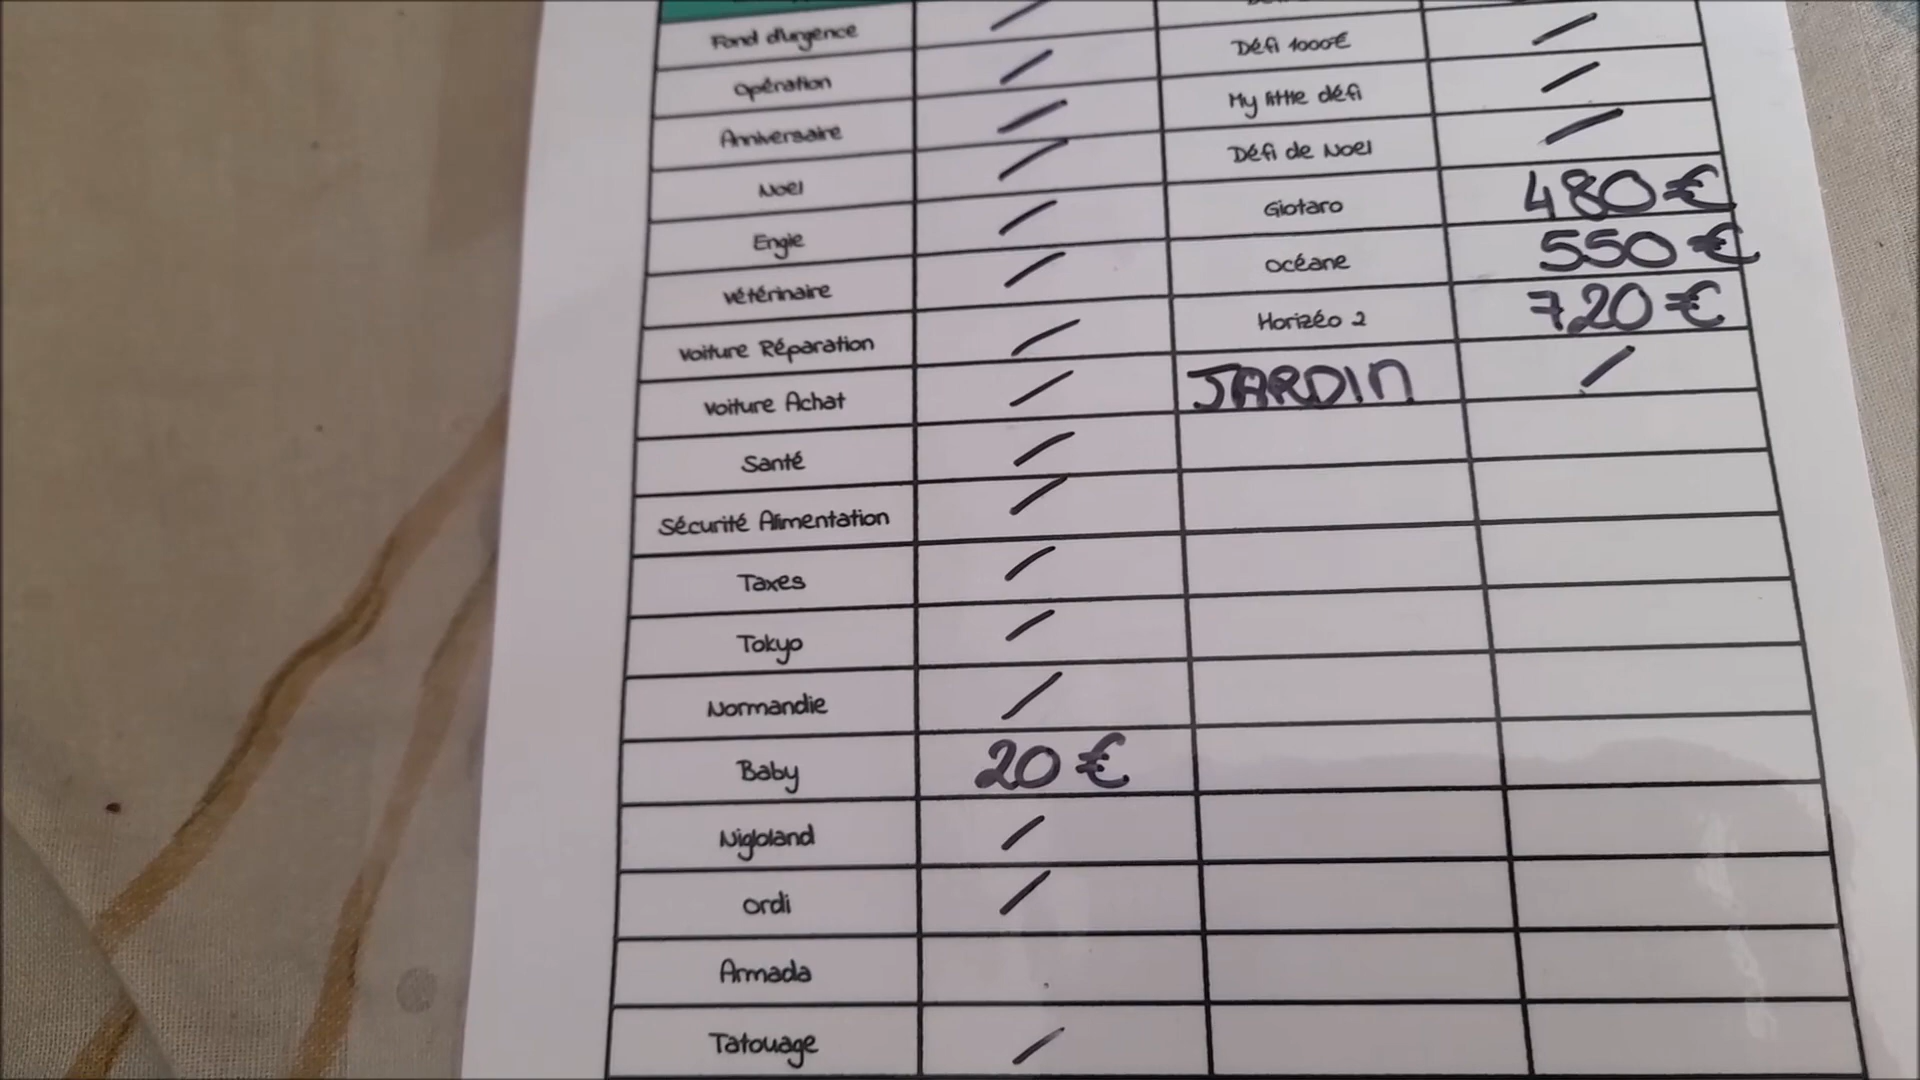 Fond d'urgence /
Opération / Défi 1000€ /
Anniversaire / My little défi /
Noel / Défi de Noel /
Engie / Giotaro 480€
Vétérinaire / Océane 550€
Voiture Réparation / Horizéo 2 720€
Voiture Achat / JARDIN /
Santé /
Sécurité Alimentation /
Taxes /
Tokyo /
Normandie /
Baby 20€
Nigloland /
Ordi /
Armada
Tatouage /